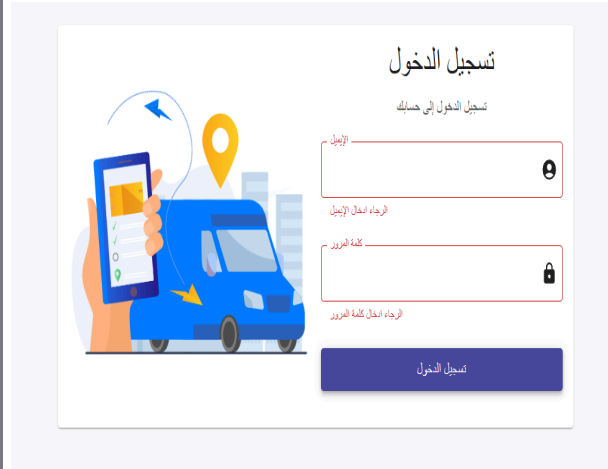 تسجيل الدخول
تسجيل الدخول إلى حسابك
الإيميل
الرجاء ادخال الإيميل
كلمة المرور
الرجاء ادخال كلمة المرور
تسجيل الدخول